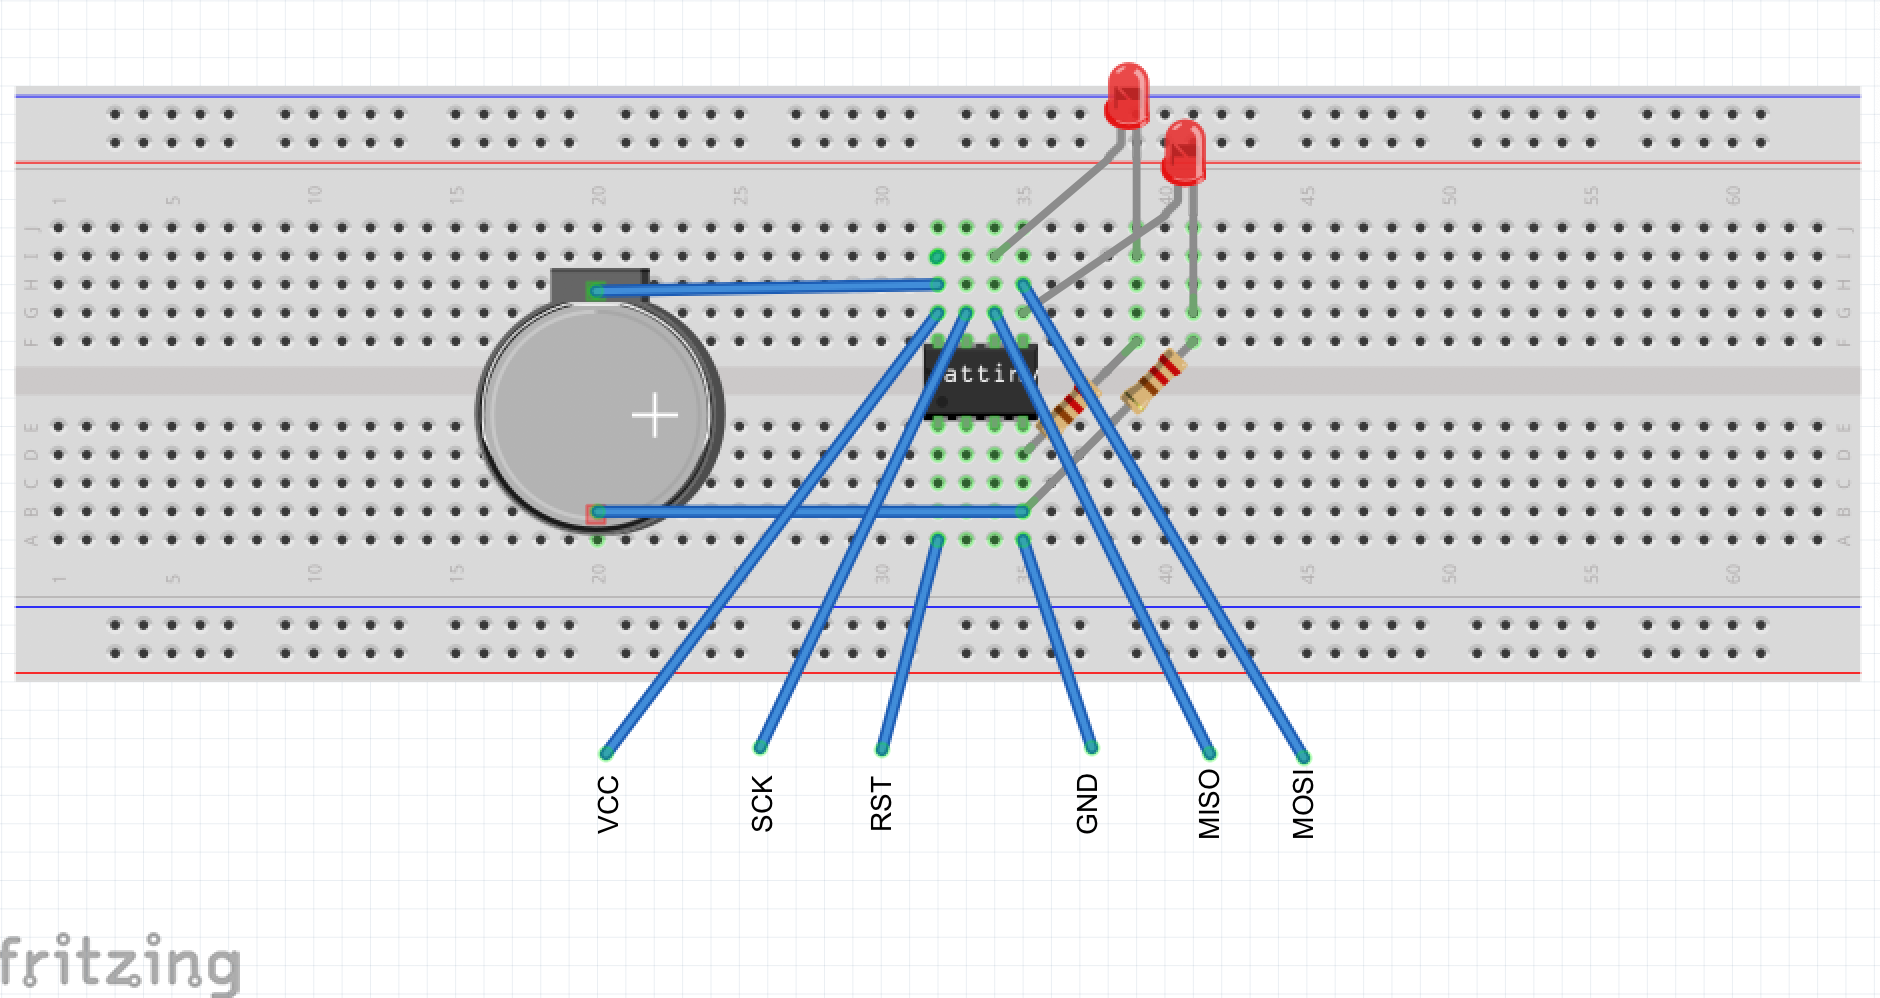 1 5 10 15 20 25 30 35 40 45 50 55 60
J J
I I
H H
G G
F F
attiny
E E
D D
C C
B B
A A
1 5 10 15 20 25 30 35 40 45 50 55 60
VCC SCK RST GND MISO MOSI
fritzing